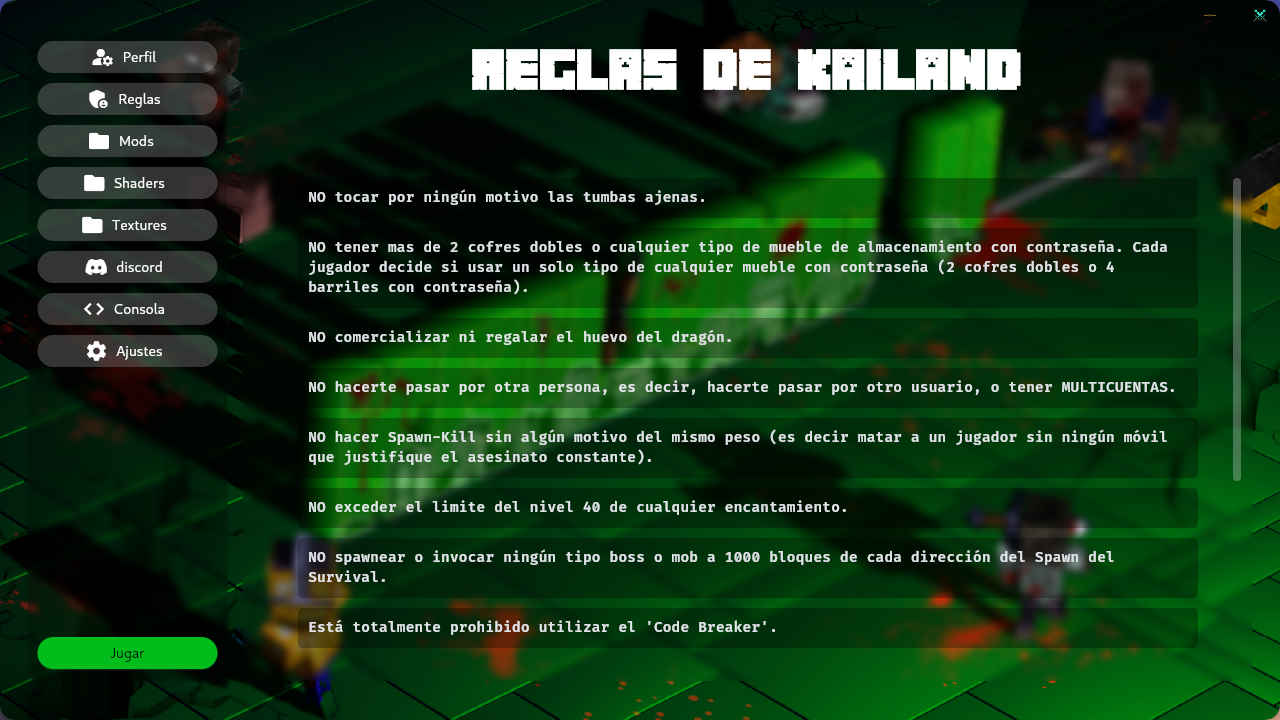 Perfil
Reglas
Mods
Shaders
Textures
discord
Consola
Ajustes
Jugar
REGLAS DE KAILAND
NO tocar por ningún motivo las tumbas ajenas.
NO tener mas de 2 cofres dobles o cualquier tipo de mueble de almacenamiento con contraseña. Cada
jugador decide si usar un solo tipo de cualquier mueble con contraseña (2 cofres dobles o 4
barriles con contraseña).
NO comercializar ni regalar el huevo del dragón.
NO hacerte pasar por otra persona, es decir, hacerte pasar por otro usuario, o tener MULTICUENTAS.
NO hacer Spawn-Kill sin algún motivo del mismo peso (es decir matar a un jugador sin ningún móvil
que justifique el asesinato constante).
NO exceder el limite del nivel 40 de cualquier encantamiento.
NO spawnear o invocar ningún tipo boss o mob a 1000 bloques de cada dirección del Spawn del
Survival.
Está totalmente prohibido utilizar el 'Code Breaker'.